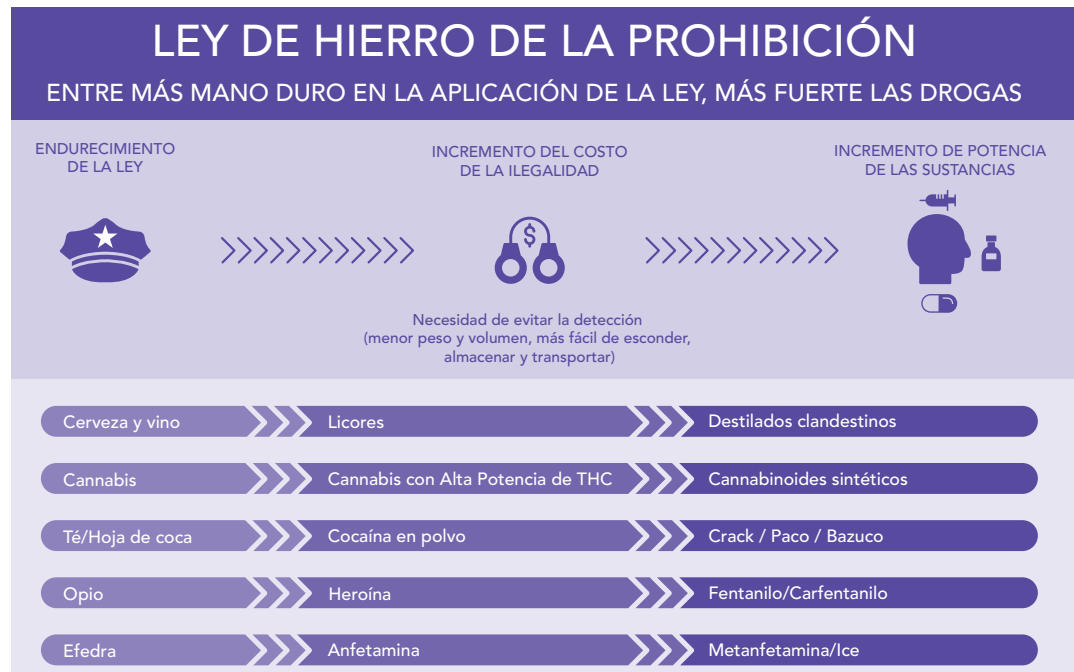 LEY DE HIERRO DE LA PROHIBICIÓN
ENTRE MÁS MANO DURO EN LA APLICACIÓN DE LA LEY, MÁS FUERTE LAS DROGAS
ENDURECIMIENTO
DE LA LEY
INCREMENTO DEL COSTO
DE LA ILEGALIDAD
INCREMENTO DE POTENCIA
DE LAS SUSTANCIAS
$
Necesidad de evitar la detección
(menor peso y volumen, más fácil de esconder,
almacenar y transportar)
Cerveza y vino
Licores
Destilados clandestinos
Cannabis
Cannabis con Alta Potencia de THC
Cannabinoides sintéticos
Té/Hoja de coca
Cocaína en polvo
Crack / Paco / Bazuco
Opio
Heroína
Fentanilo/Carfentanilo
Efedra
Anfetamina
Metanfetamina/Ice